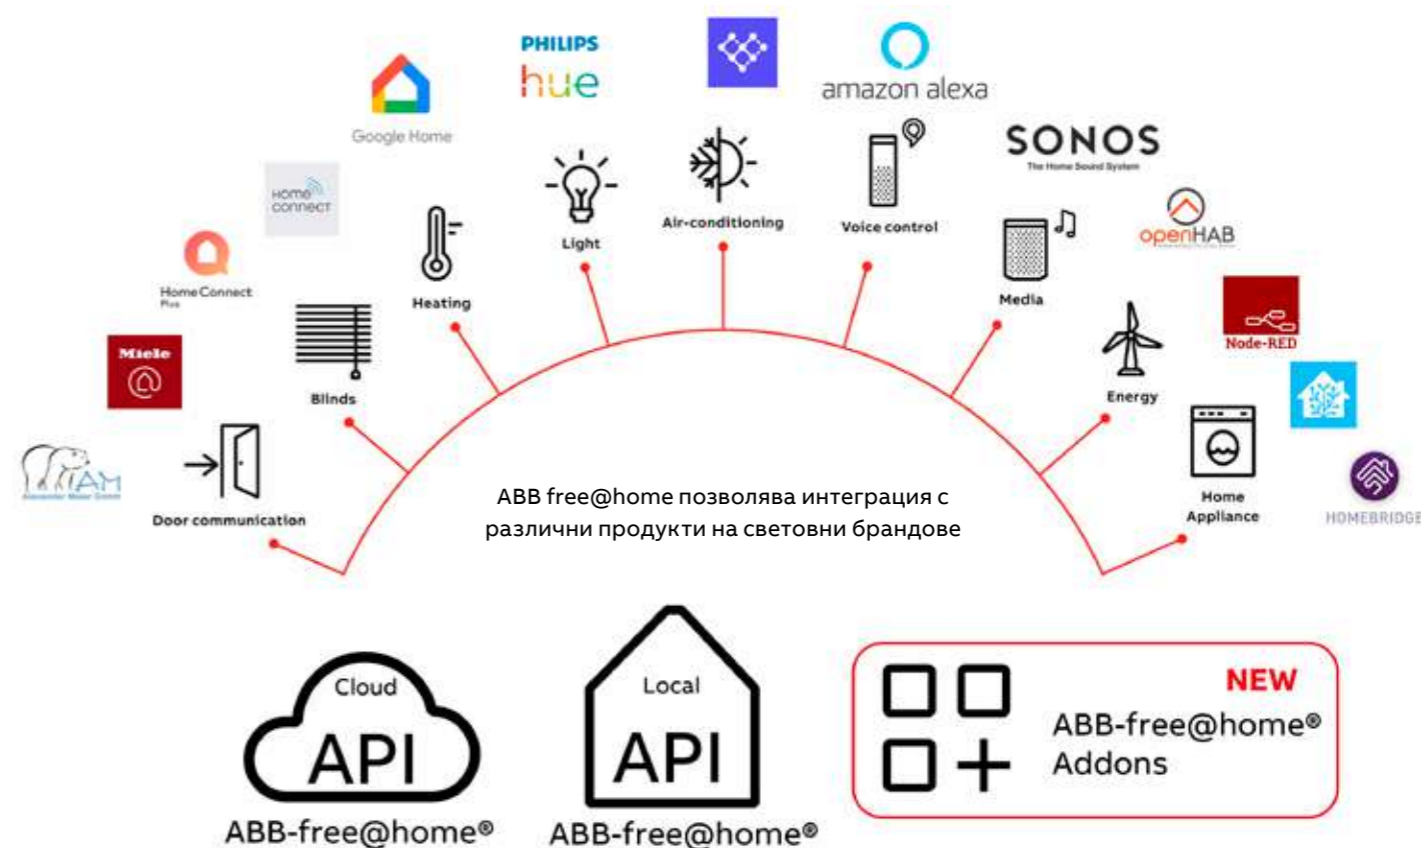 PHILIPS
hue
amazon alexa
Google Home
SONOS
The Home Sound System
HOME
CONNECT
openHAB
Home Connect
Plus
Miele
Node-RED
AM
HOMEBRIDGE
Door communication
Blinds
Heating
Light
Air-conditioning
Voice control
Media
Energy
Home
Appliance
ABB free@home позволява интеграция с
различни продукти на световни брандове
Cloud
API
ABB-free@home®
Local
API
ABB-free@home®
NEW
ABB-free@home®
Addons